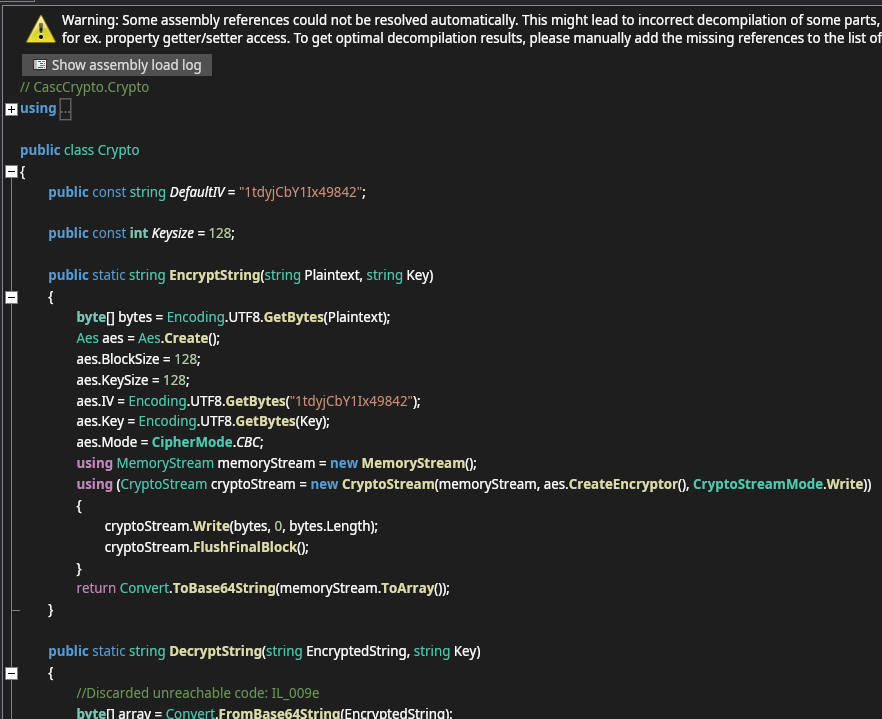 Warning: Some assembly references could not be resolved automatically. This might lead to incorrect decompilation of some parts,
for ex. property getter/setter access. To get optimal decompilation results, please manually add the missing references to the list of
Show assembly load log
// CascCrypto.Crypto
using ...
public class Crypto
{
public const string DefaultIV = "1tdyjCbY1Ix49842";
public const int Keysize = 128;
public static string EncryptString(string Plaintext, string Key)
{
byte[] bytes = Encoding.UTF8.GetBytes(Plaintext);
Aes aes = Aes.Create();
aes.BlockSize = 128;
aes.KeySize = 128;
aes.IV = Encoding.UTF8.GetBytes("1tdyjCbY1Ix49842");
aes.Key = Encoding.UTF8.GetBytes(Key);
aes.Mode = CipherMode.CBC;
using MemoryStream memoryStream = new MemoryStream();
using (CryptoStream cryptoStream = new CryptoStream(memoryStream, aes.CreateEncryptor(), CryptoStreamMode.Write))
{
cryptoStream.Write(bytes, 0, bytes.Length);
cryptoStream.FlushFinalBlock();
}
return Convert.ToBase64String(memoryStream.ToArray());
}
public static string DecryptString(string EncryptedString, string Key)
{
//Discarded unreachable code: IL_009e
byte[] array = Convert.FromBase64String(EncryptedString);